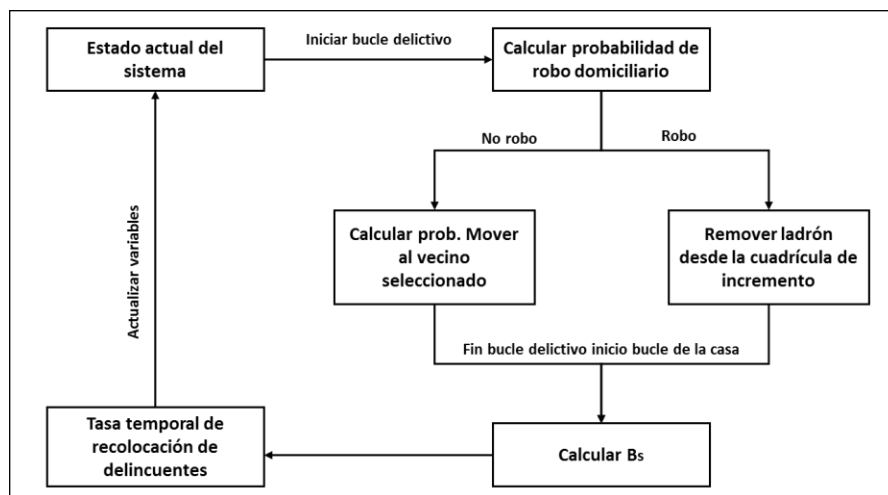 Estado actual del
sistema
Iniciar bucle delictivo
Calcular probabilidad de
robo domiciliario
No robo
Robo
Calcular prob. Mover
al vecino
seleccionado
Remover ladrón
desde la cuadrícula de
incremento
Actualizar variables
Fin bucle delictivo inicio bucle de la casa
Tasa temporal de
recolocación de
delincuentes
Calcular Bs